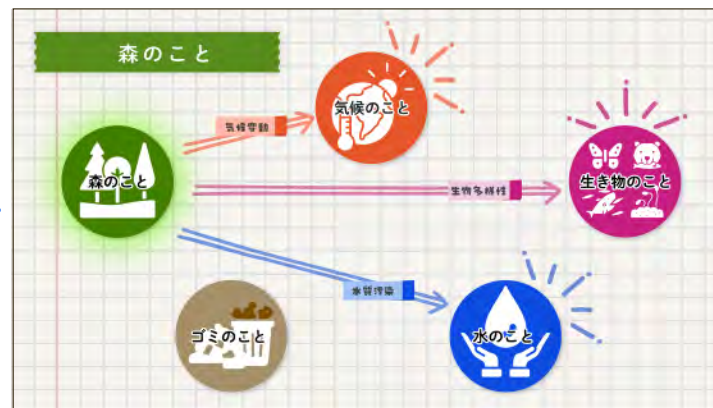 森のこと
気候のこと
気候変動
森のこと
生物多様性
生き物のこと
水質汚染
ゴミのこと
水のこと